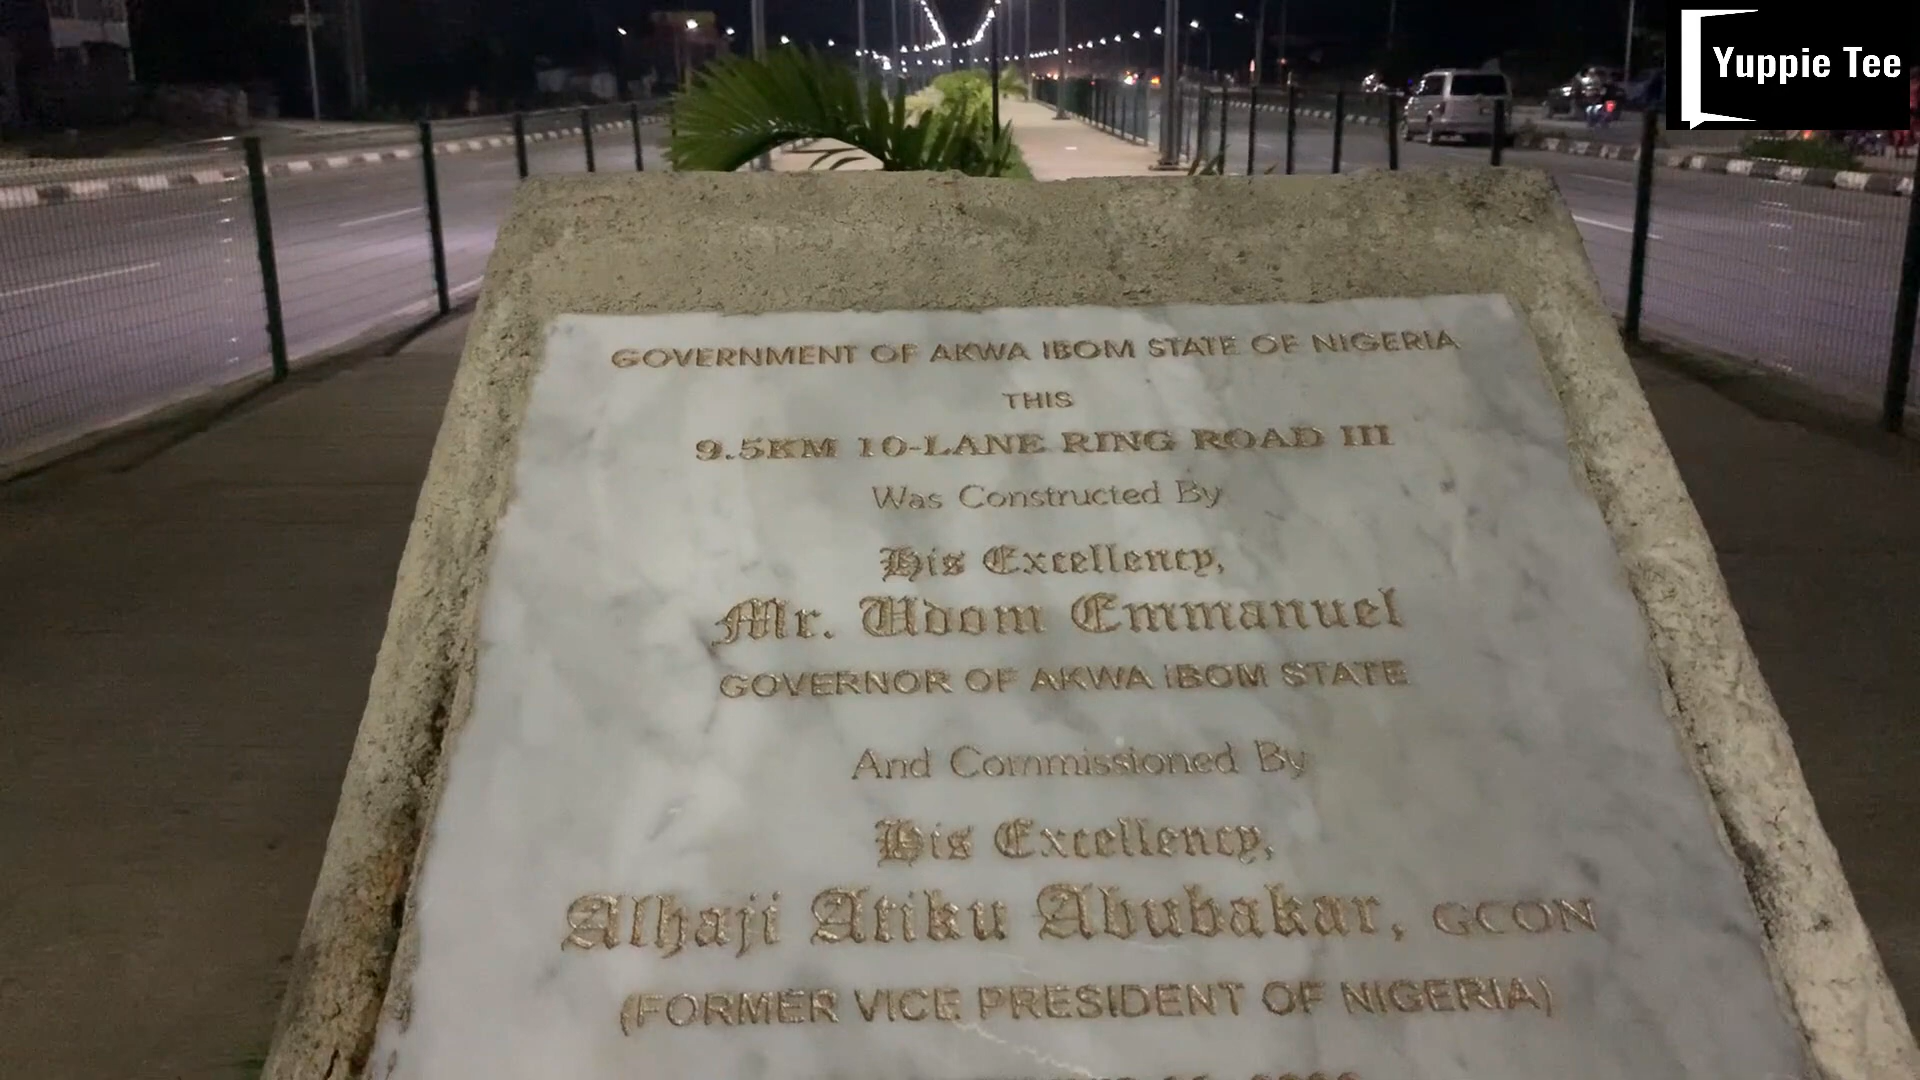 Yuppie Tee
GOVERNMENT OF AKWA IBOM STATE OF NIGERIA
THIS
9.5KM 10-LANE RING ROAD III
Was Constructed By
His Excellency,
Mr. Udom Emmanuel
GOVERNOR OF AKWA IBOM STATE
And Commissioned By
His Excellency,
Alhaji Atiku Abubakar, GCON
(FORMER VICE PRESIDENT OF NIGERIA)